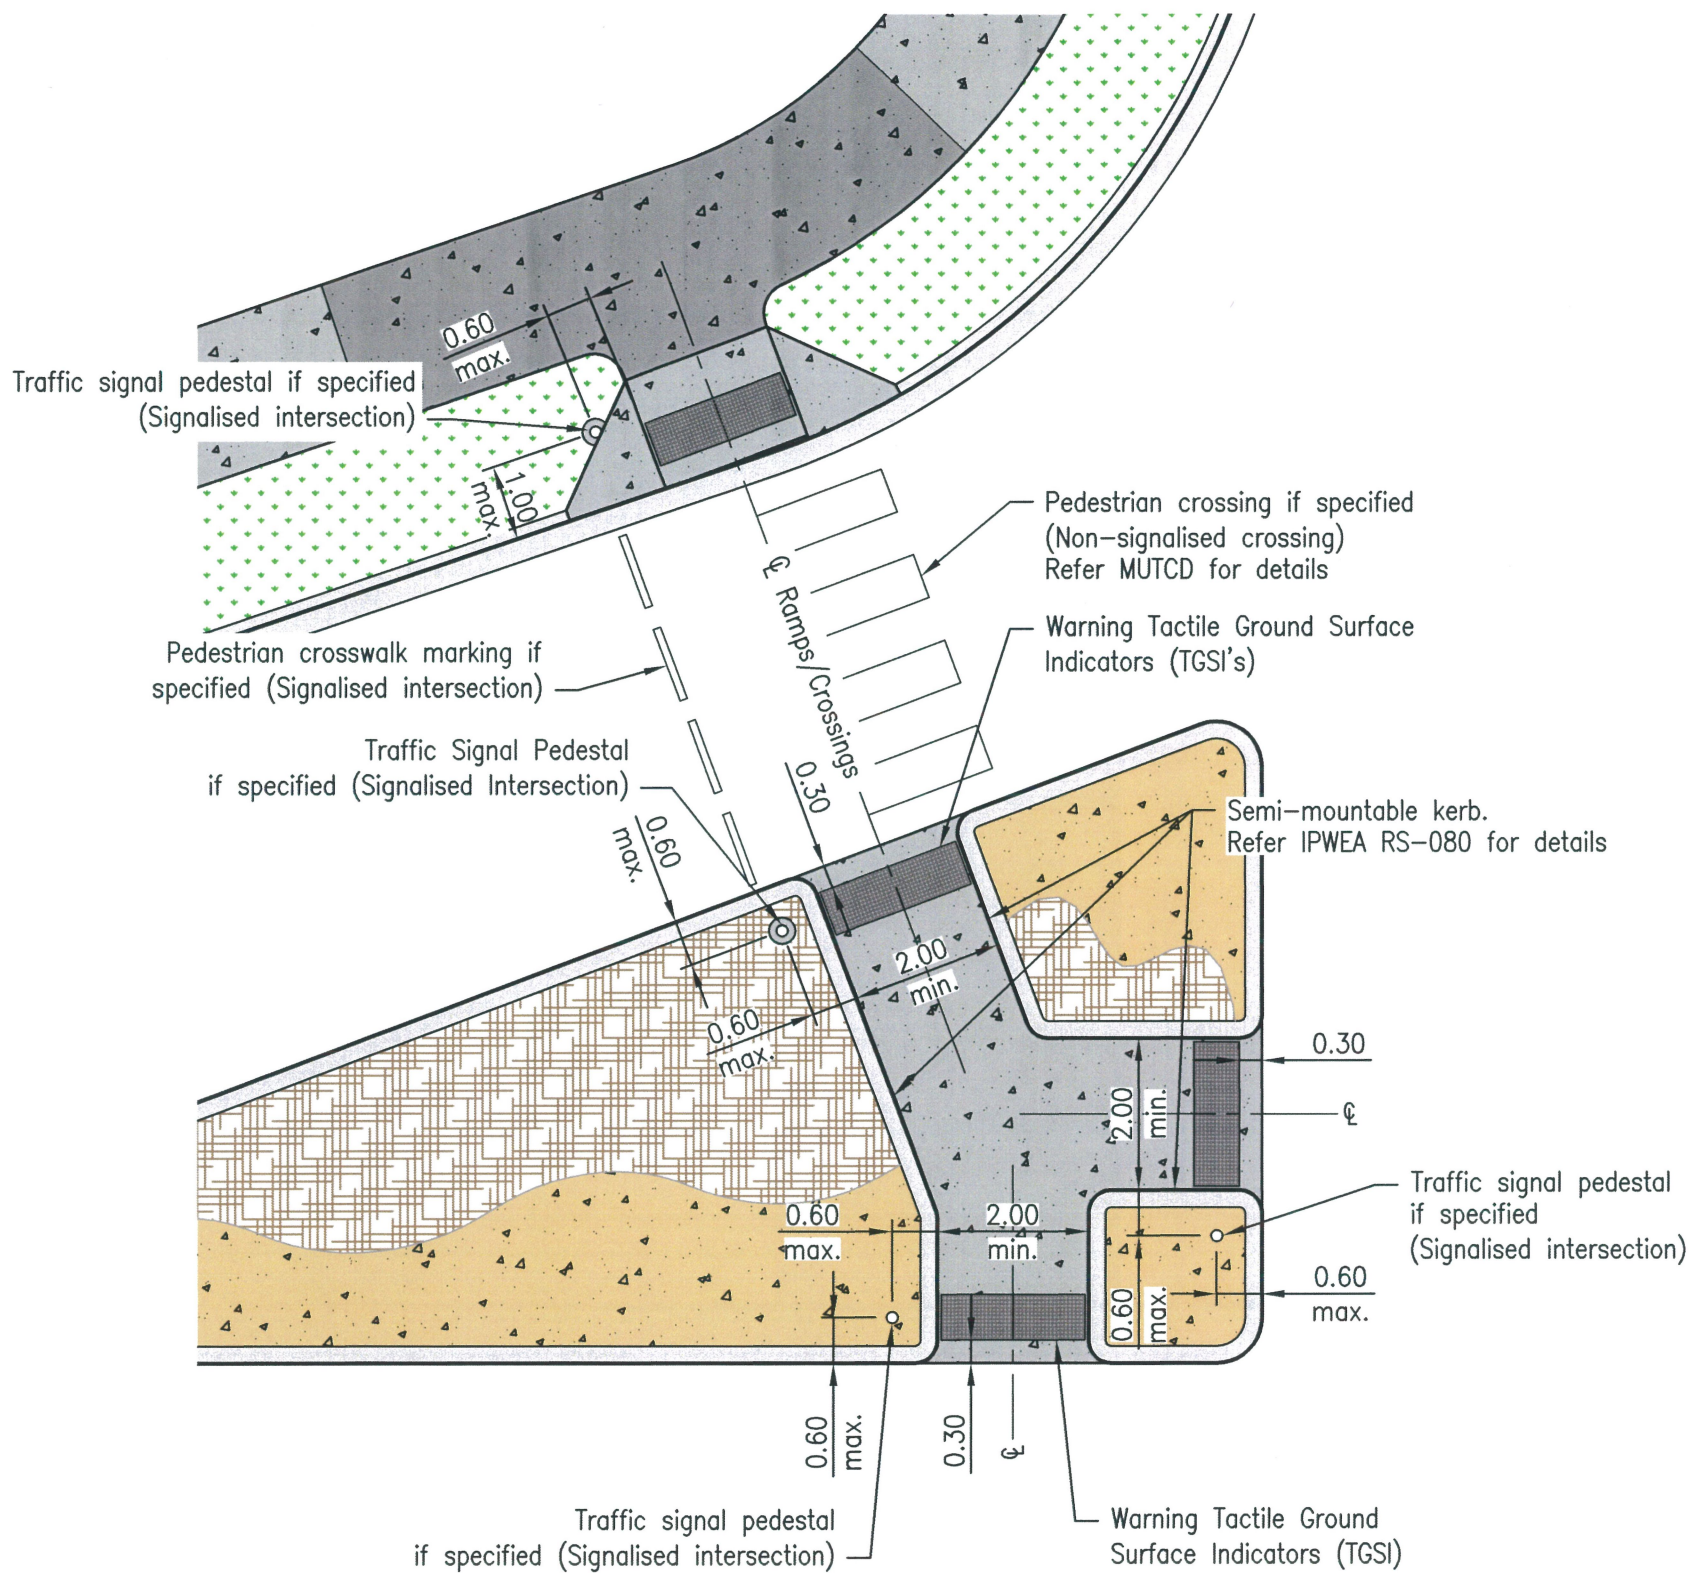 0.60
max.
Traffic signal pedestal if specified
(Signalised intersection)
1.00
max.
Pedestrian crossing if specified
(Non-signalised crossing)
Refer MUTCD for details
℄ Ramps/Crossings
Warning Tactile Ground Surface
Indicators (TGSI's)
Pedestrian crosswalk marking if
specified (Signalised intersection)
Traffic Signal Pedestal
if specified (Signalised Intersection)
0.30
0.60
max.
Semi-mountable kerb.
Refer IPWEA RS-080 for details
2.00
min.
0.60
max.
0.30
2.00
min.
℄
Traffic signal pedestal
if specified
(Signalised intersection)
0.60
max.
2.00
min.
0.60
max.
0.60
max.
0.60
max.
0.30
℄
Traffic signal pedestal
if specified (Signalised intersection)
Warning Tactile Ground
Surface Indicators (TGSI)